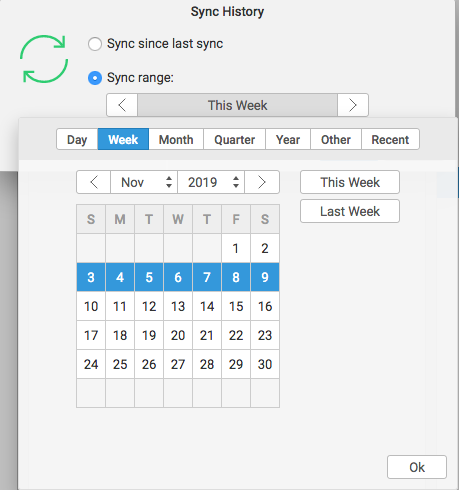 Sync History
Sync since last sync
Sync range:
This Week
Day Week Month Quarter Year Other Recent
Nov 2019 This Week
Last Week
S M T W T F S
1 2
3 4 5 6 7 8 9
10 11 12 13 14 15 16
17 18 19 20 21 22 23
24 25 26 27 28 29 30
Ok